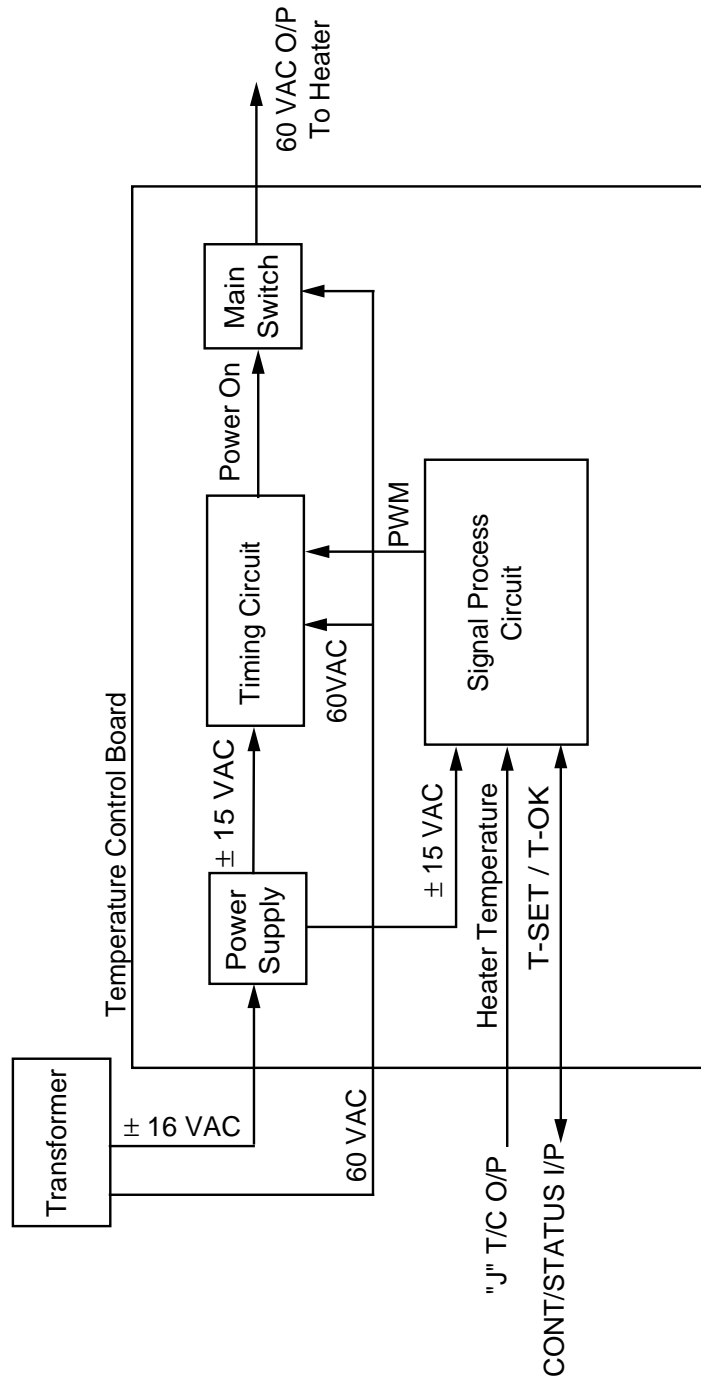 Transformer
± 16 VAC
60 VAC
Temperature Control Board
Power
Supply
± 15 VAC
Timing Circuit
60VAC
Power On
Main
Switch
60 VAC O/P
To Heater
PWM
± 15 VAC
Signal Process
Circuit
"J" T/C O/P
Heater Temperature
CONT/STATUS I/P
T-SET / T-OK